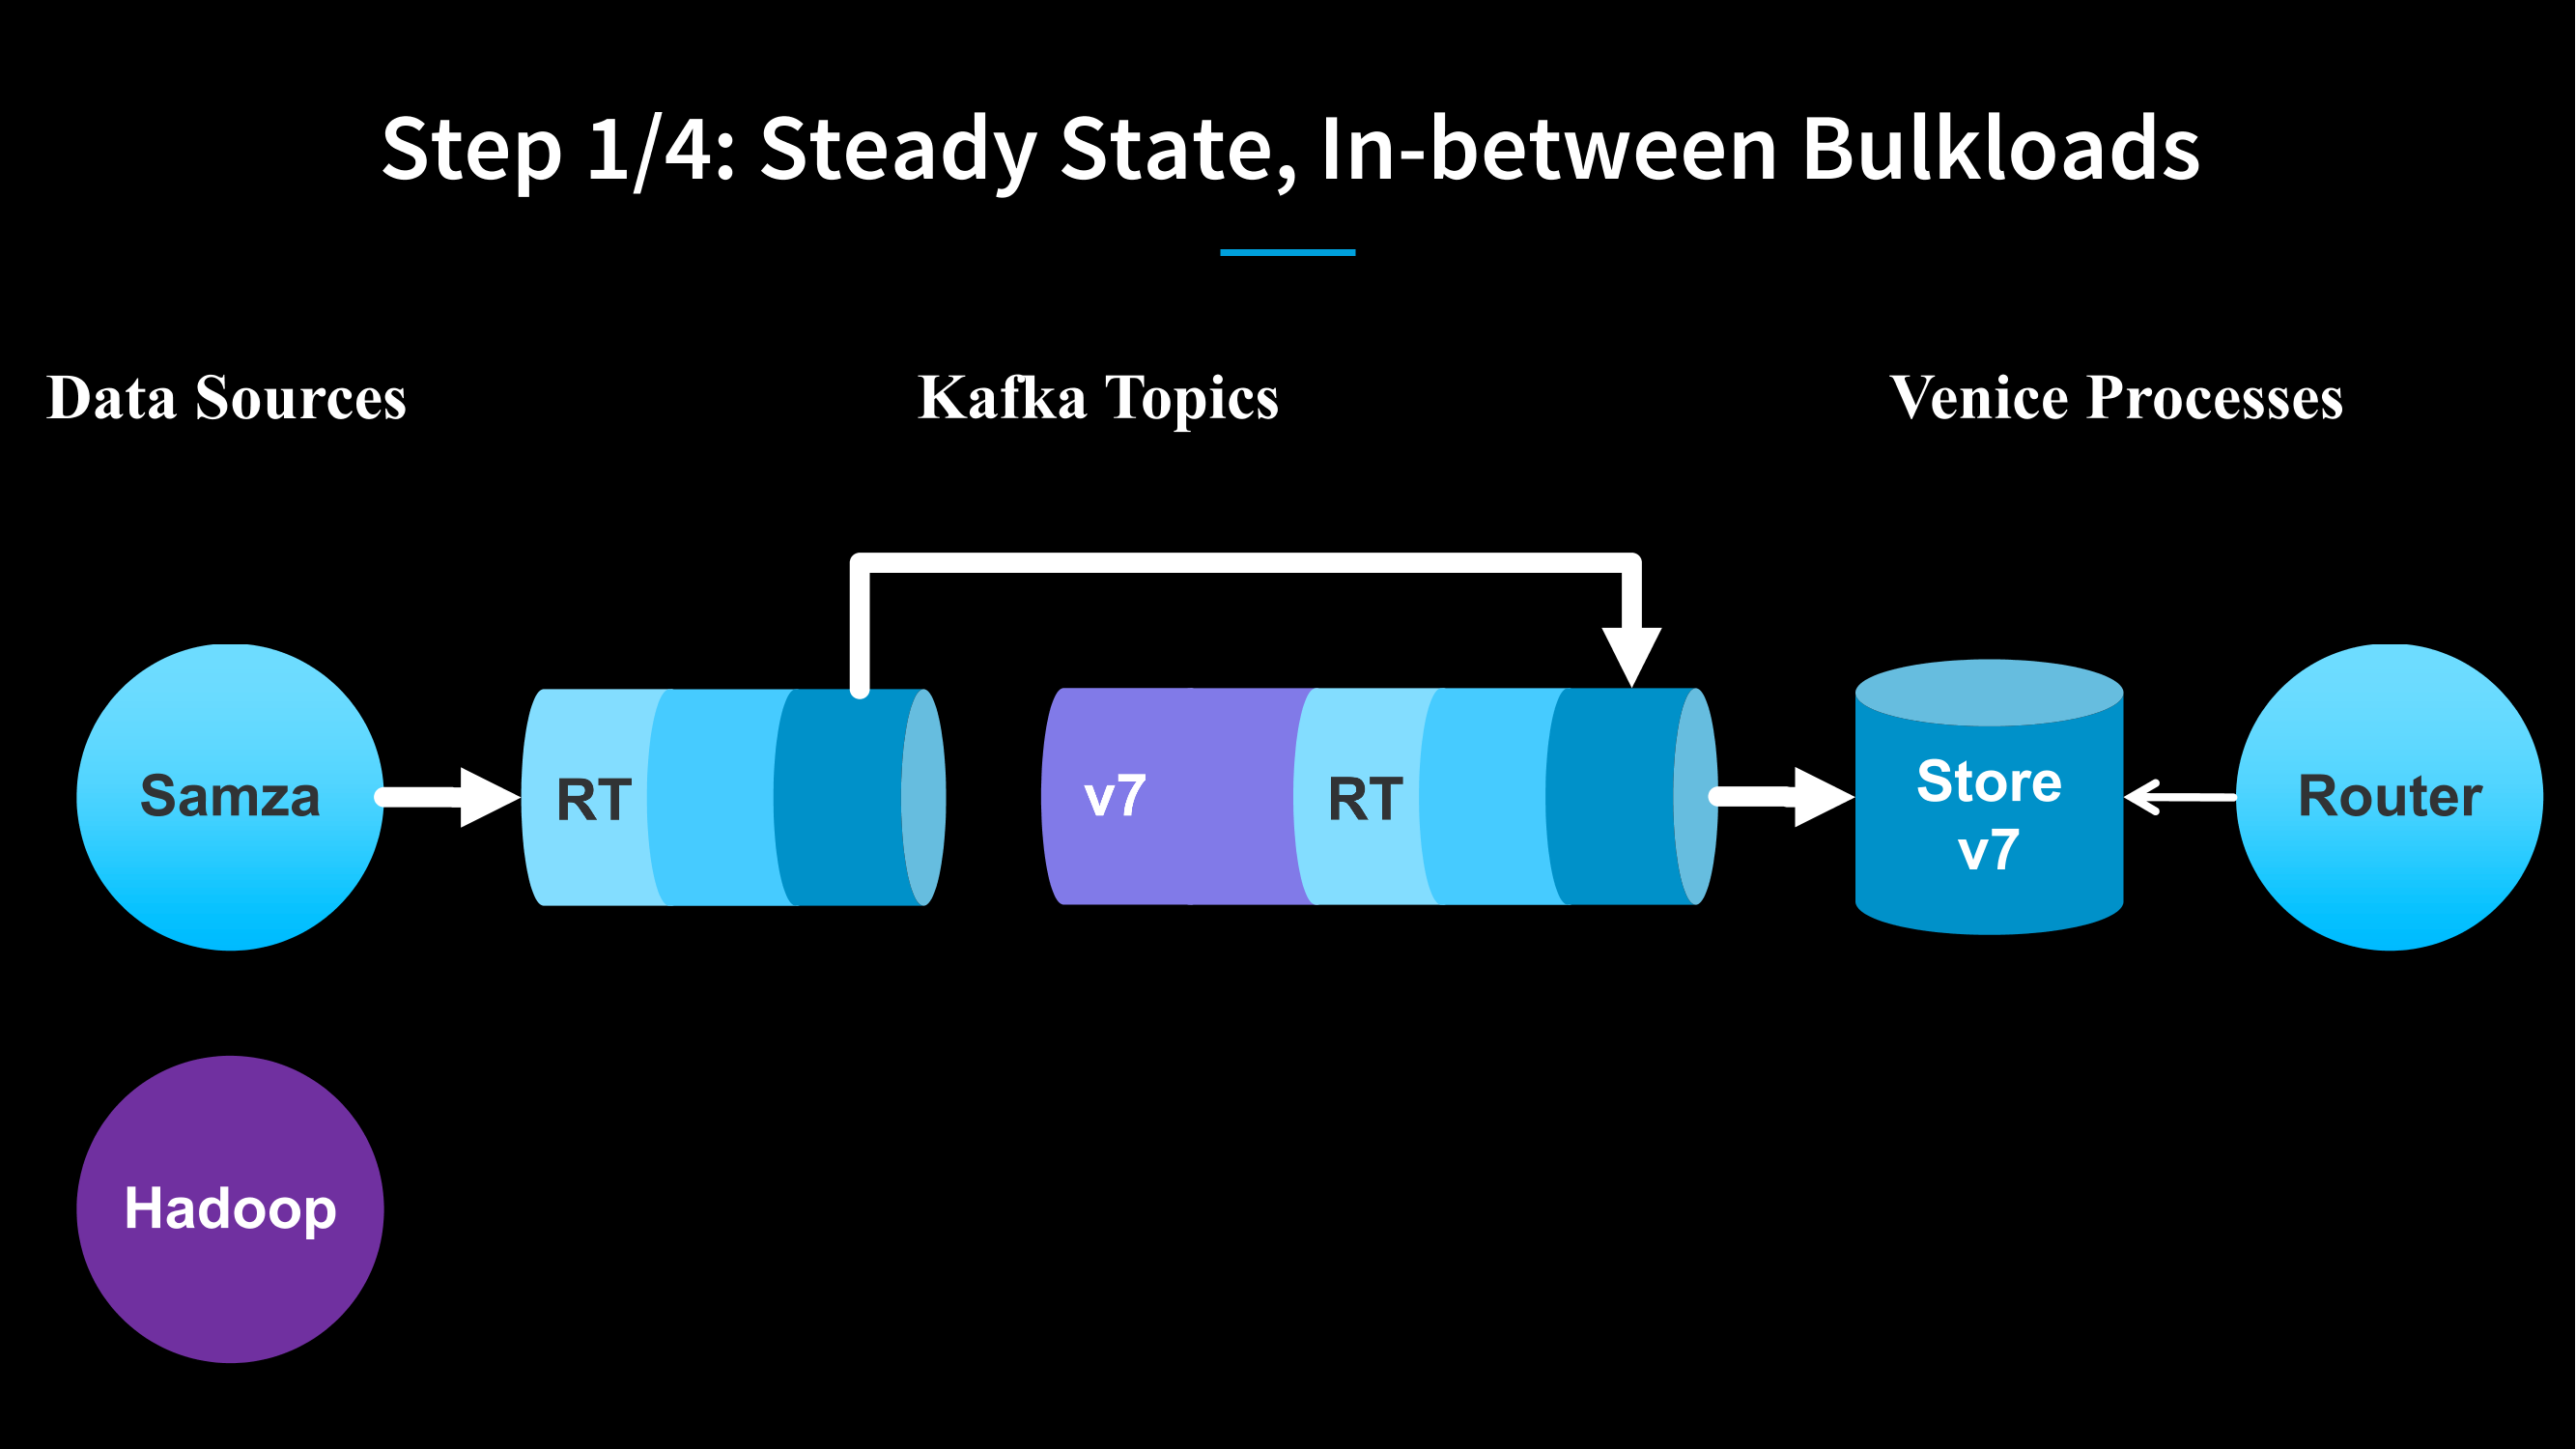 Step 1/4: Steady State, In-between Bulkloads
Data Sources
Kafka Topics
Venice Processes
Samza
RT
v7
RT
Store
v7
Router
Hadoop